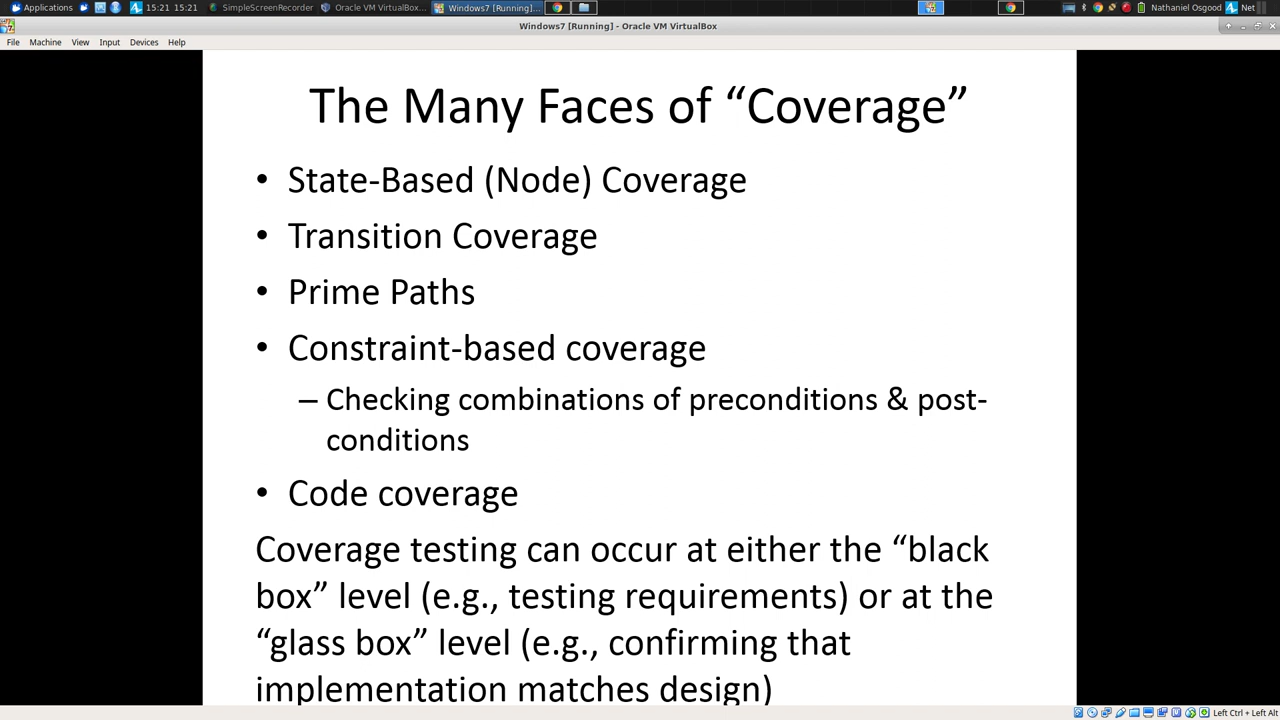 Applications 15:21 15:21 SimpleScreenRecorder Oracle VM VirtualBox... Windows7 [Running] - Oracle... Nathaniel Osgood Net
Windows7 [Running] - Oracle VM VirtualBox
File Machine View Input Devices Help
The Many Faces of “Coverage”
• State-Based (Node) Coverage
• Transition Coverage
• Prime Paths
• Constraint-based coverage
– Checking combinations of preconditions & post-
conditions
• Code coverage
Coverage testing can occur at either the “black
box” level (e.g., testing requirements) or at the
“glass box” level (e.g., confirming that
implementation matches design)
Left Ctrl + Left Alt